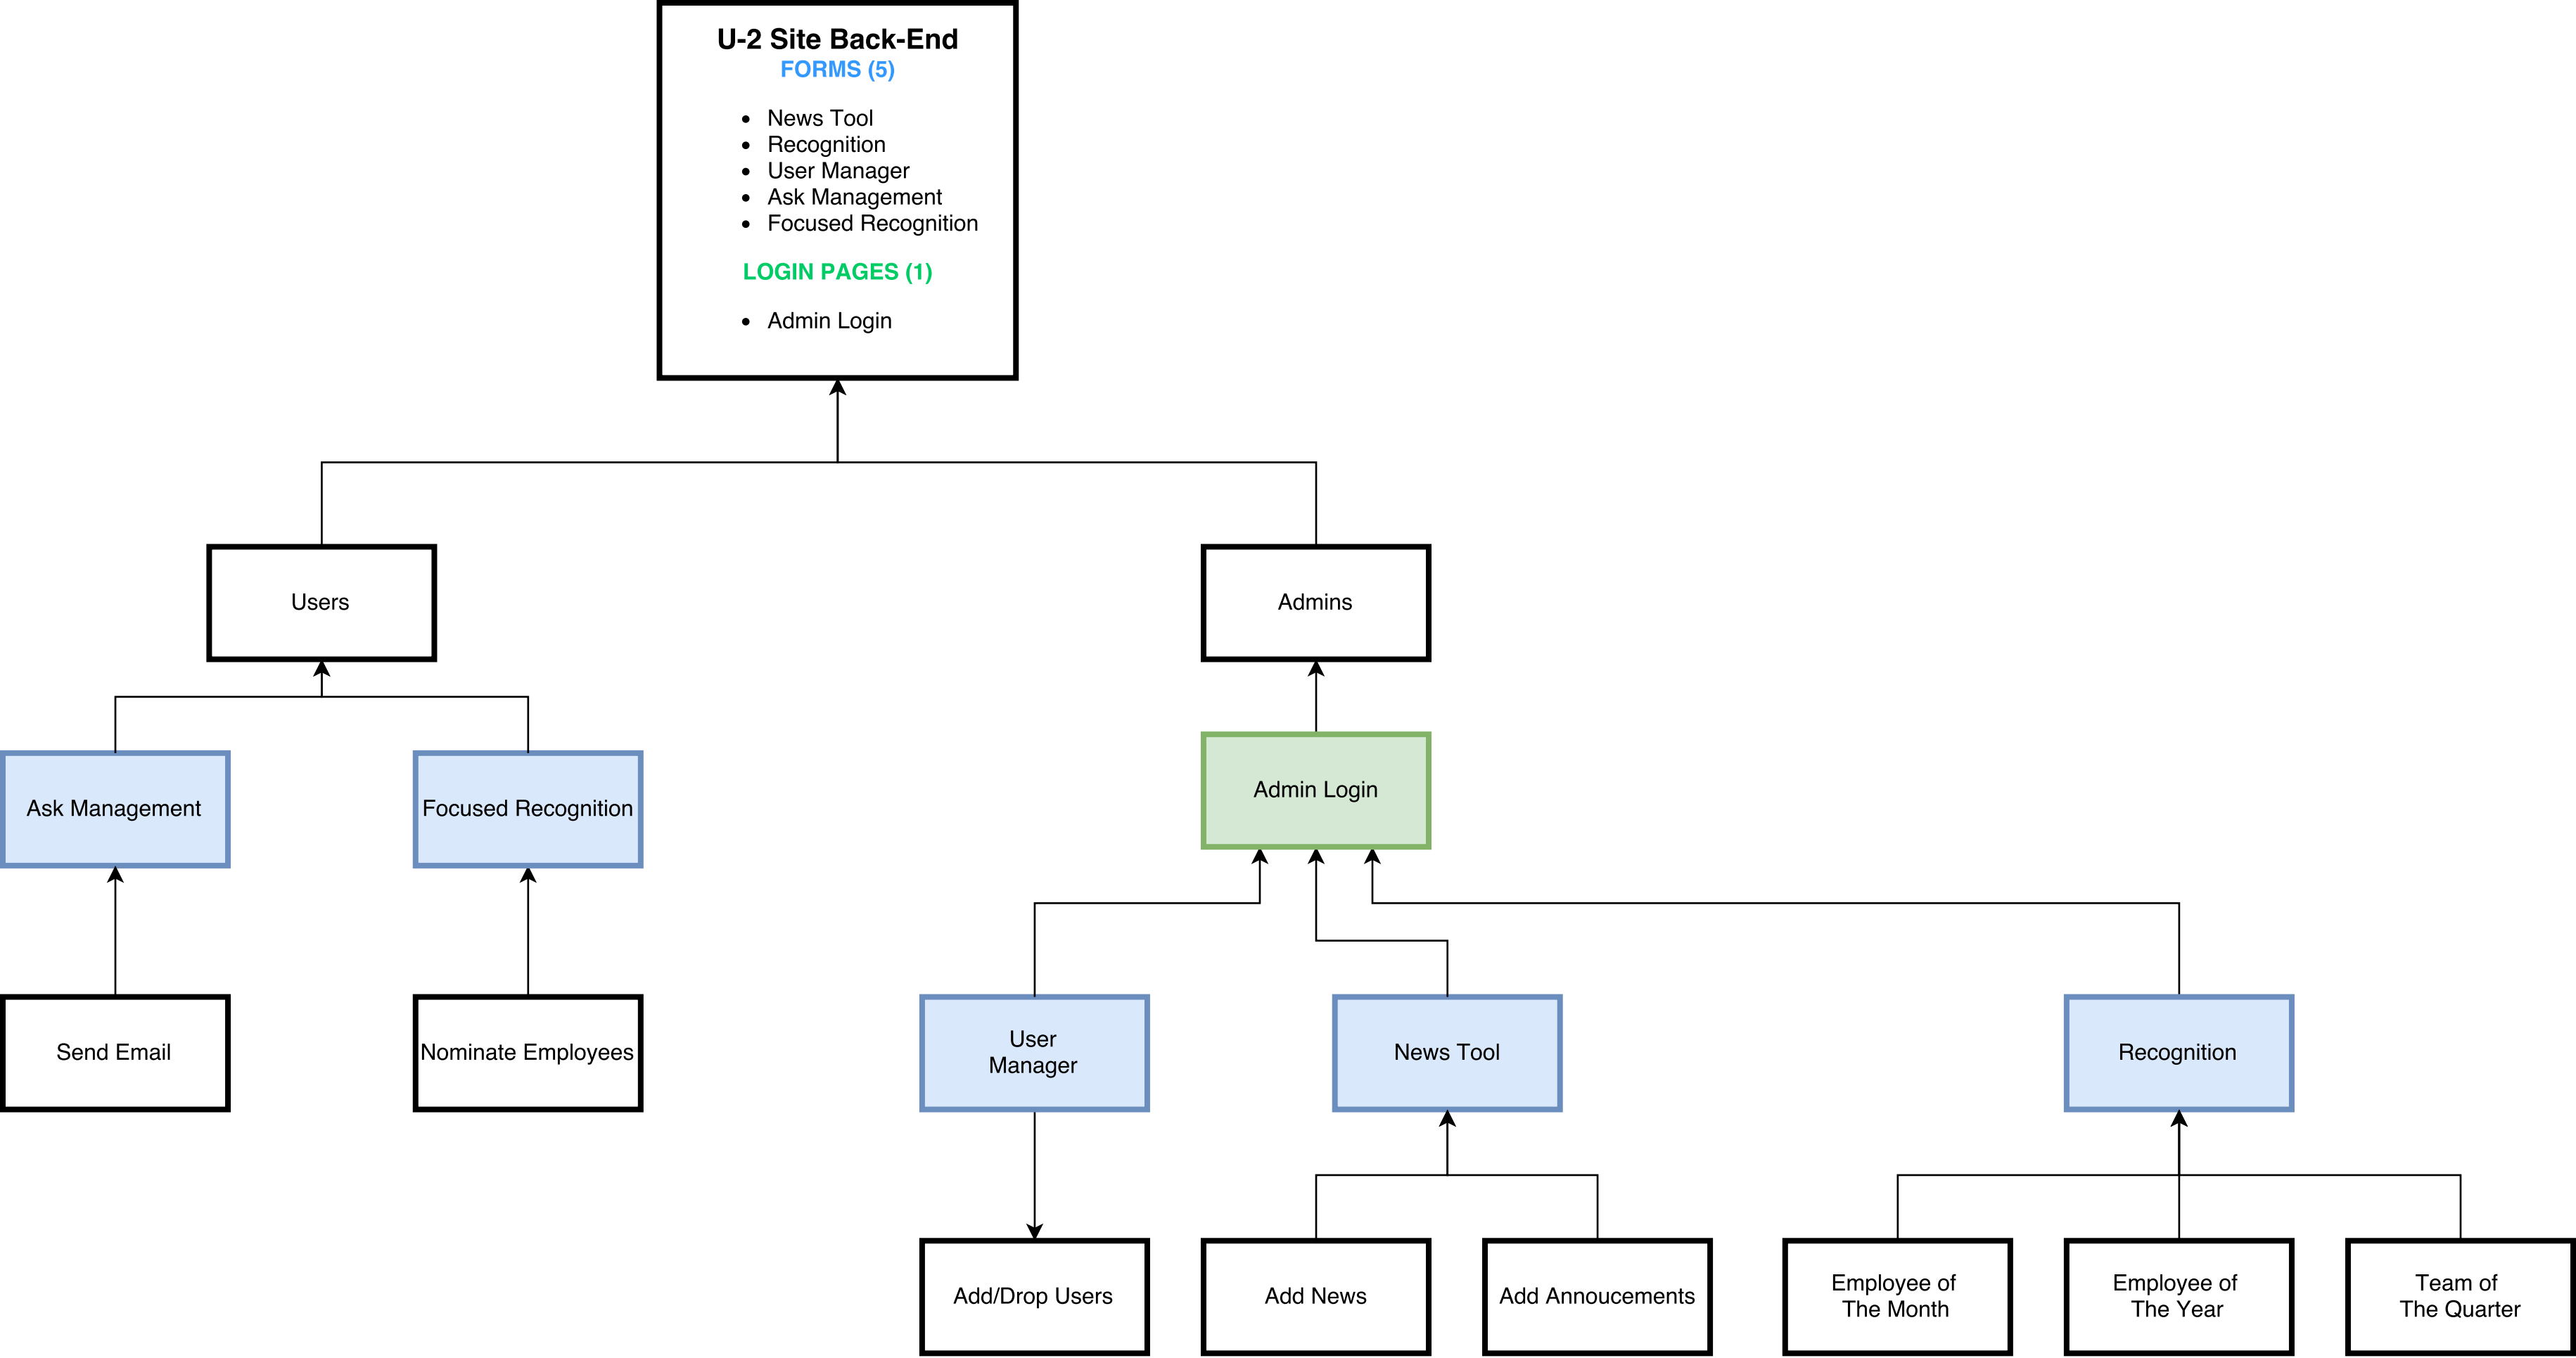 U-2 Site Back-End
FORMS (5)
• News Tool
• Recognition
• User Manager
• Ask Management
• Focused Recognition
LOGIN PAGES (1)
• Admin Login
Users
Admins
Admin Login
Ask Management
Focused Recognition
Send Email
Nominate Employees
User
Manager
News Tool
Recognition
Add/Drop Users
Add News
Add Annoucements
Employee of
The Month
Employee of
The Year
Team of
The Quarter